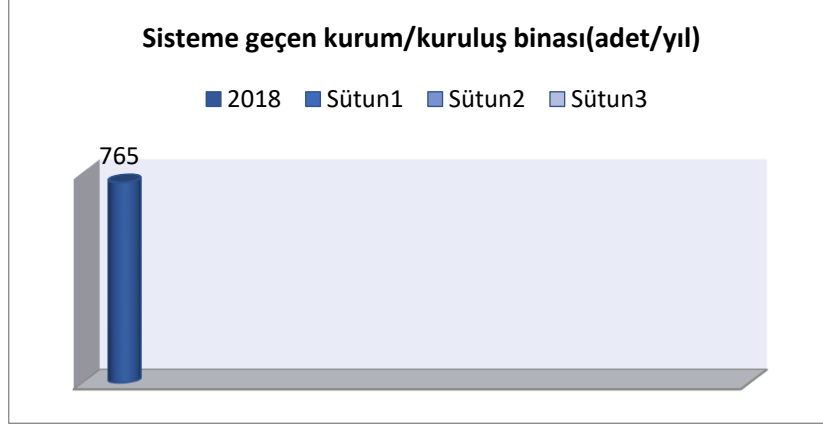 Sisteme geçen kurum/kuruluş binası(adet/yıl)
2018 Sütun1 Sütun2 Sütun3
765